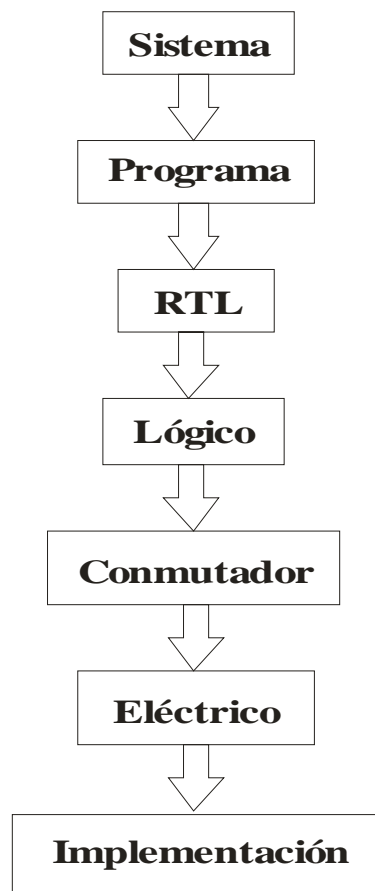 Sistema
Programa
RTL
Lógico
Conmutador
Eléctrico
Implementación